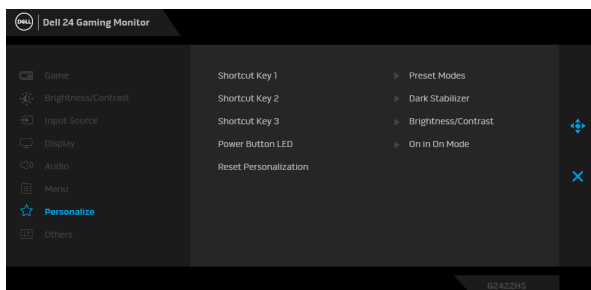 DELL Dell 24 Gaming Monitor
Game
Brightness/Contrast
Input Source
Display
Audio
Menu
Personalize
Others
Shortcut Key 1 Preset Modes
Shortcut Key 2 Dark Stabilizer
Shortcut Key 3 Brightness/Contrast
Power Button LED On in On Mode
Reset Personalization
G2422HS